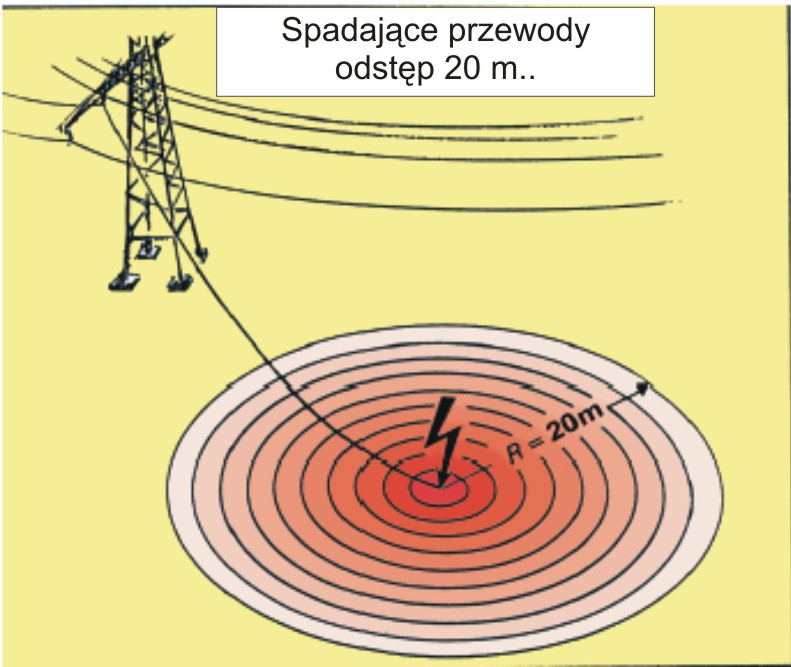 Spadające przewody
odstęp 20 m..
R = 20m